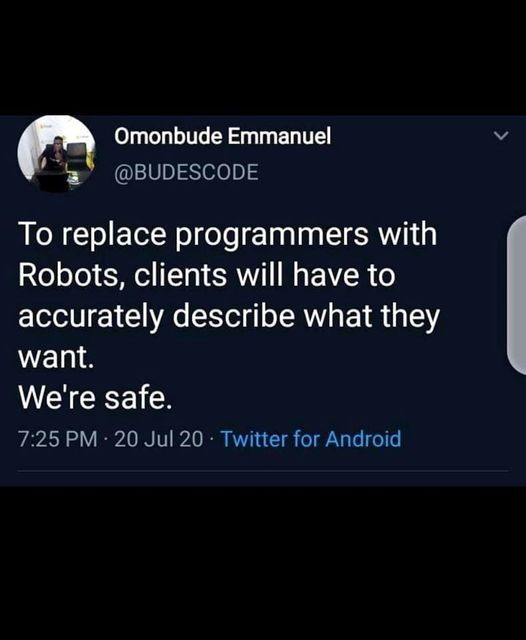 Omonbude Emmanuel
@BUDESCODE
To replace programmers with
Robots, clients will have to
accurately describe what they
want.
We're safe.
7:25 PM · 20 Jul 20 · Twitter for Android